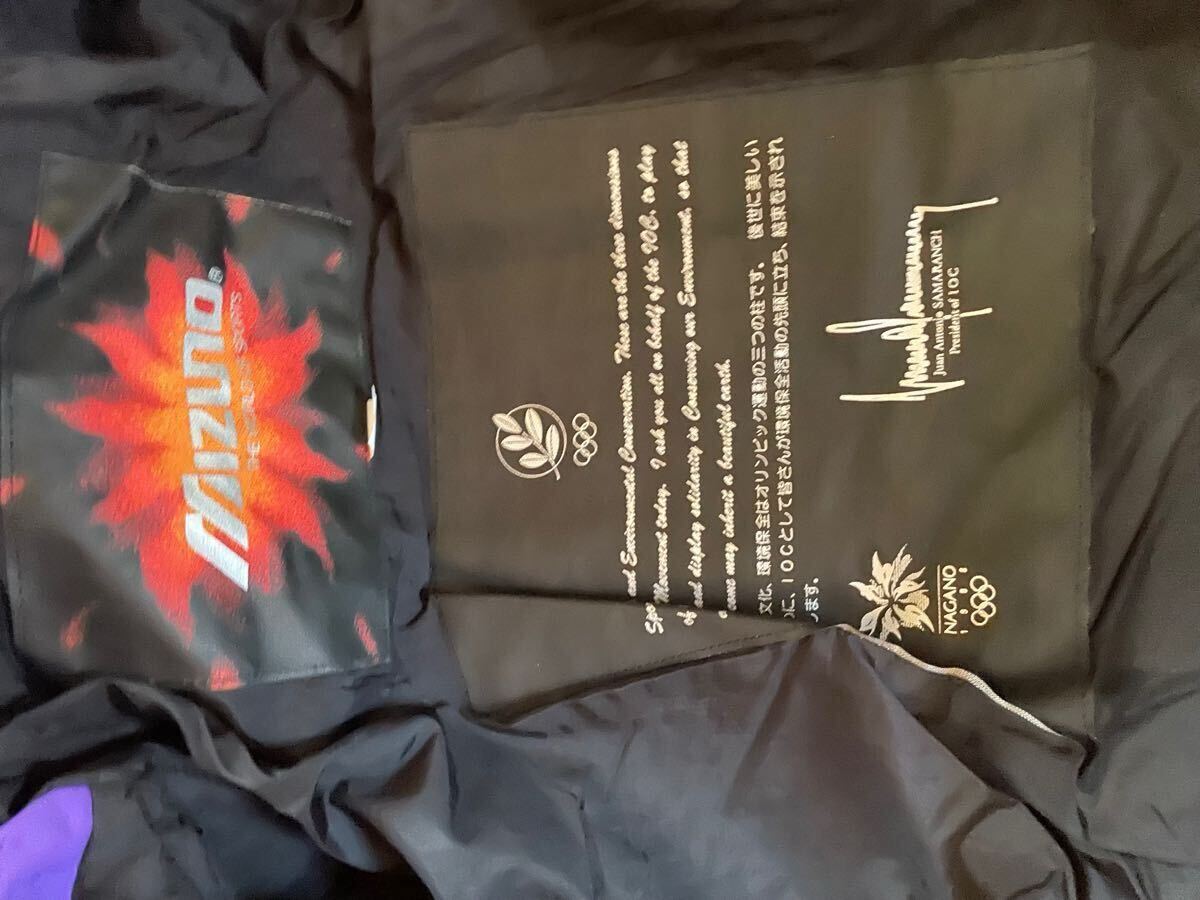 MIZUNO®
THE WORLD OF SPORTS
and Environmental Conservation. These are the three dimensions
Movement today. I ask you all on behalf of the IOC, to play
of and display solidarity in Conserving our Environment, so that
come may inherit a beautiful earth.
文化、環境保全はオリンピック運動の三つの柱です。 後世に美しい
に、IOCとして皆さんが環境保全活動の先頭に立ち、結束を示され
します。
Juan Antonio SAMARANCH
President of IOC
NAGANO
1998